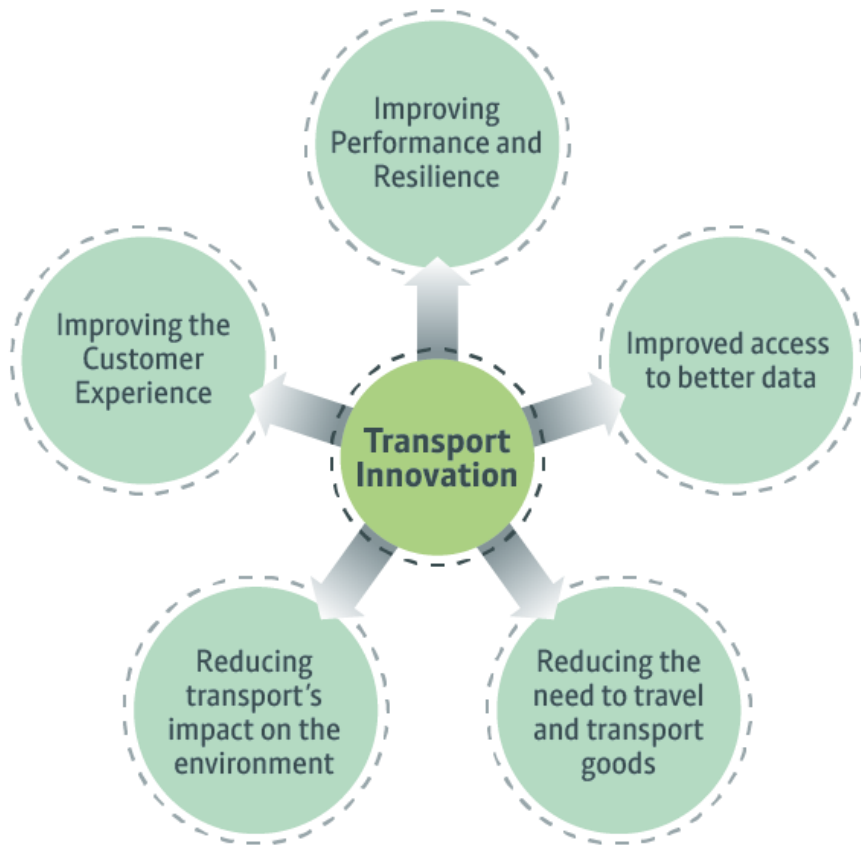 Improving
Performance and
Resilience
Improving the
Customer
Experience
Improved access
to better data
Transport
Innovation
Reducing
transport's
impact on the
environment
Reducing the
need to travel
and transport
goods